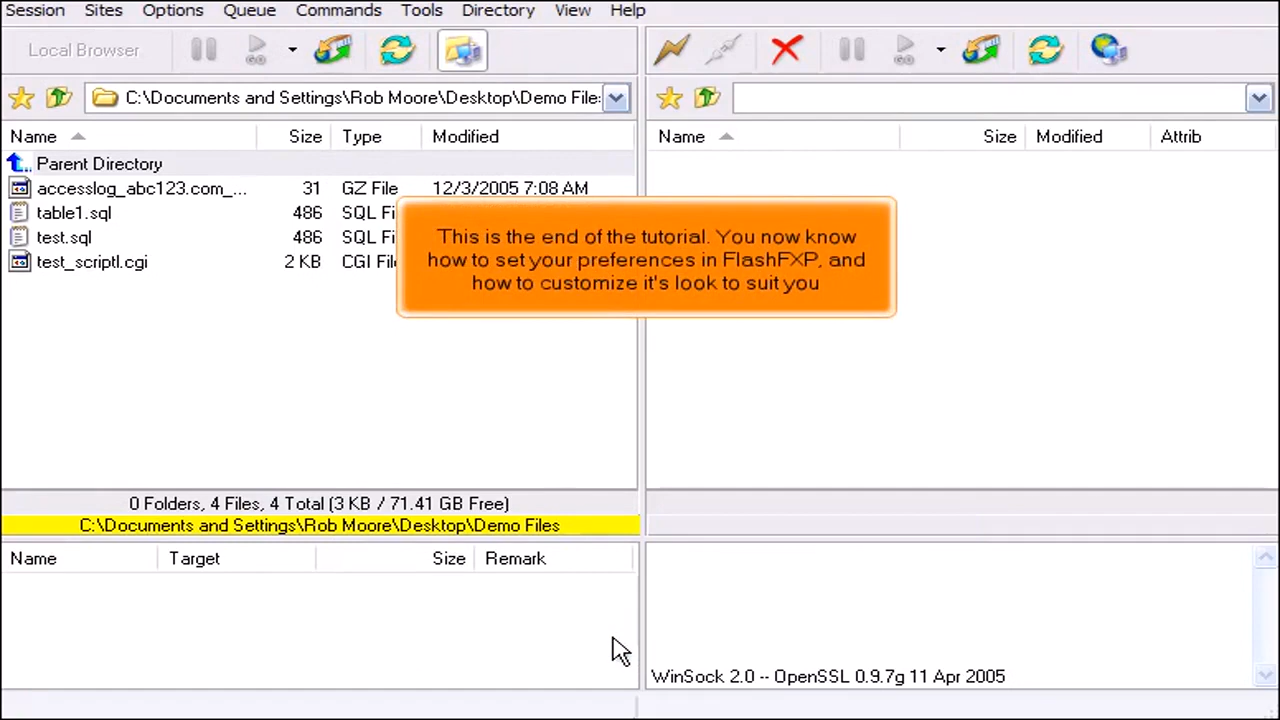 Session Sites Options Queue Commands Tools Directory View Help
Local Browser
C:\Documents and Settings\Rob Moore\Desktop\Demo Files
Name Size Type Modified
Name Size Modified Attrib
Parent Directory
accesslog_abc123.com_... 31 GZ File 12/3/2005 7:08 AM
table1.sql 486 SQL Fi
test.sql 486 SQL Fi
test_scriptl.cgi 2 KB CGI File
This is the end of the tutorial. You now know
how to set your preferences in FlashFXP, and
how to customize it's look to suit you
0 Folders, 4 Files, 4 Total (3 KB / 71.41 GB Free)
C:\Documents and Settings\Rob Moore\Desktop\Demo Files
Name Target Size Remark
WinSock 2.0 -- OpenSSL 0.9.7g 11 Apr 2005